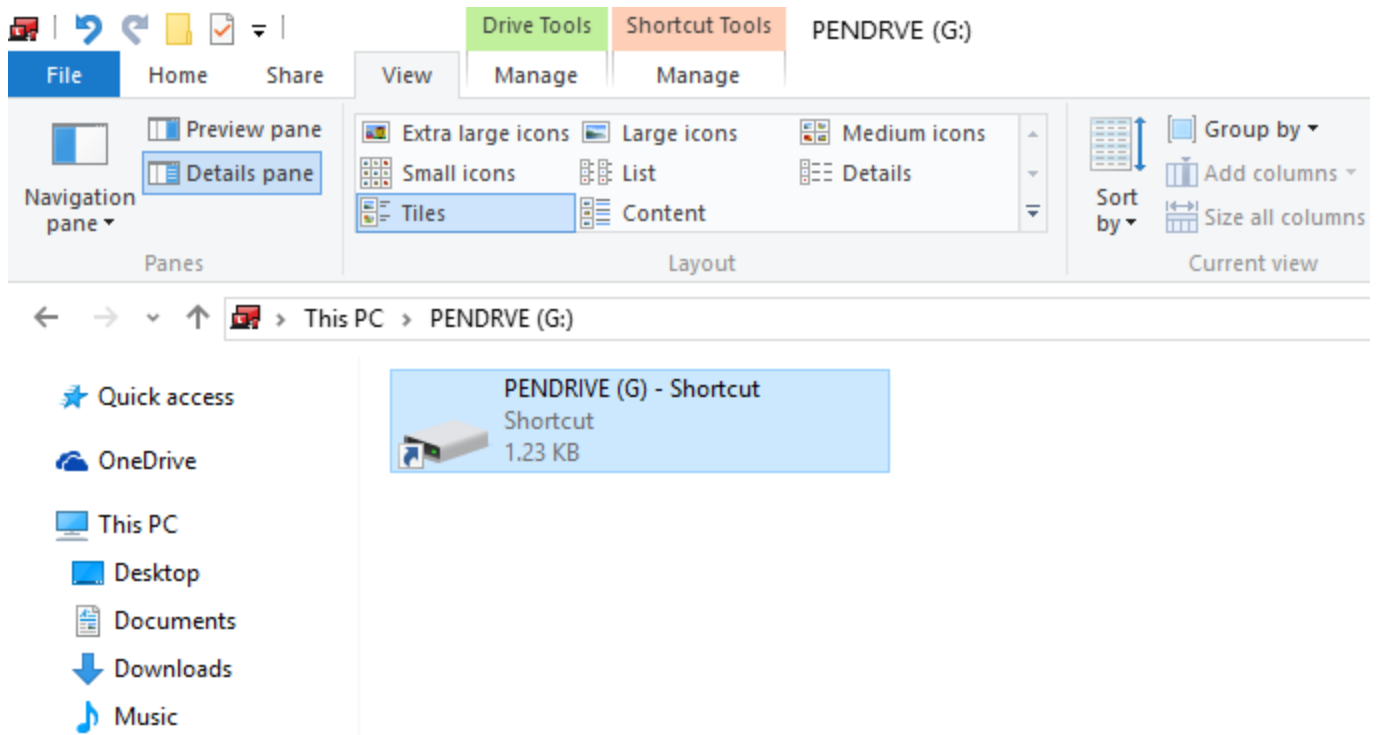 Drive Tools Shortcut Tools PENDRVE (G:)
File Home Share View Manage Manage
Preview pane
Details pane
Navigation
pane
Panes
Extra large icons Large icons Medium icons
Small icons List Details
Tiles Content
Layout
Sort
by
Group by
Add columns
Size all columns
Current view
This PC > PENDRVE (G:)
Quick access
OneDrive
This PC
Desktop
Documents
Downloads
Music
PENDRIVE (G) - Shortcut
Shortcut
1.23 KB